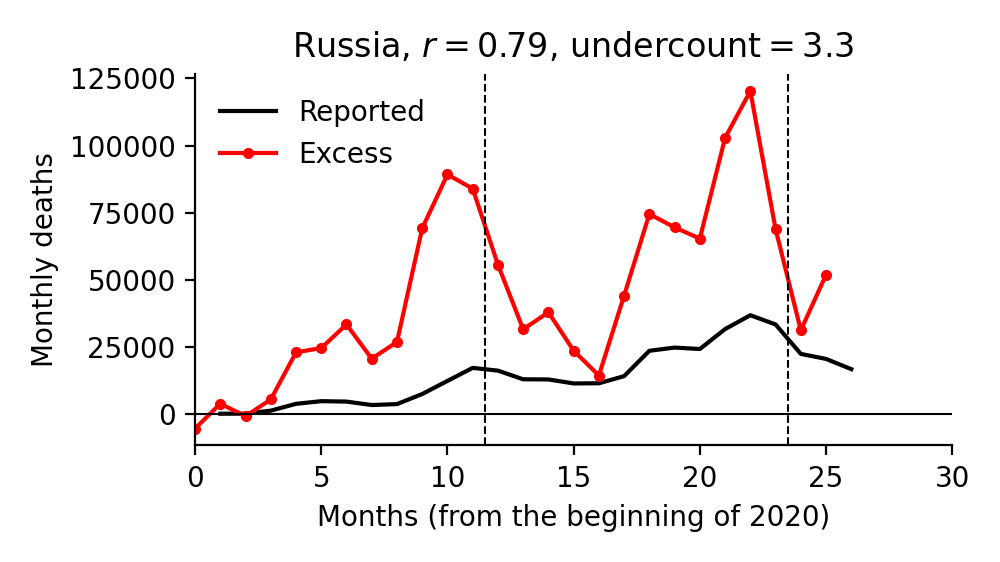 Russia, r = 0.79, undercount = 3.3
Reported
Excess
Monthly deaths
125000
100000
75000
50000
25000
0
0 5 10 15 20 25 30
Months (from the beginning of 2020)